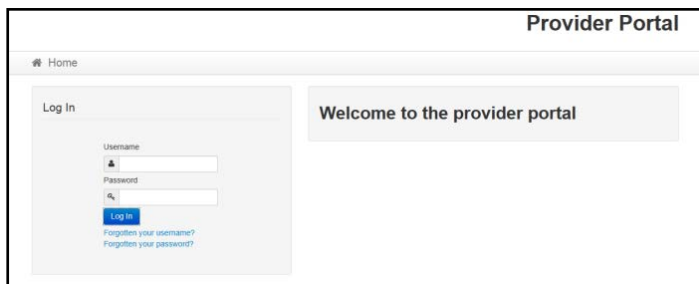 Provider Portal
Home
Log In
Welcome to the provider portal
Username
Password
Log In
Forgotten your username?
Forgotten your password?